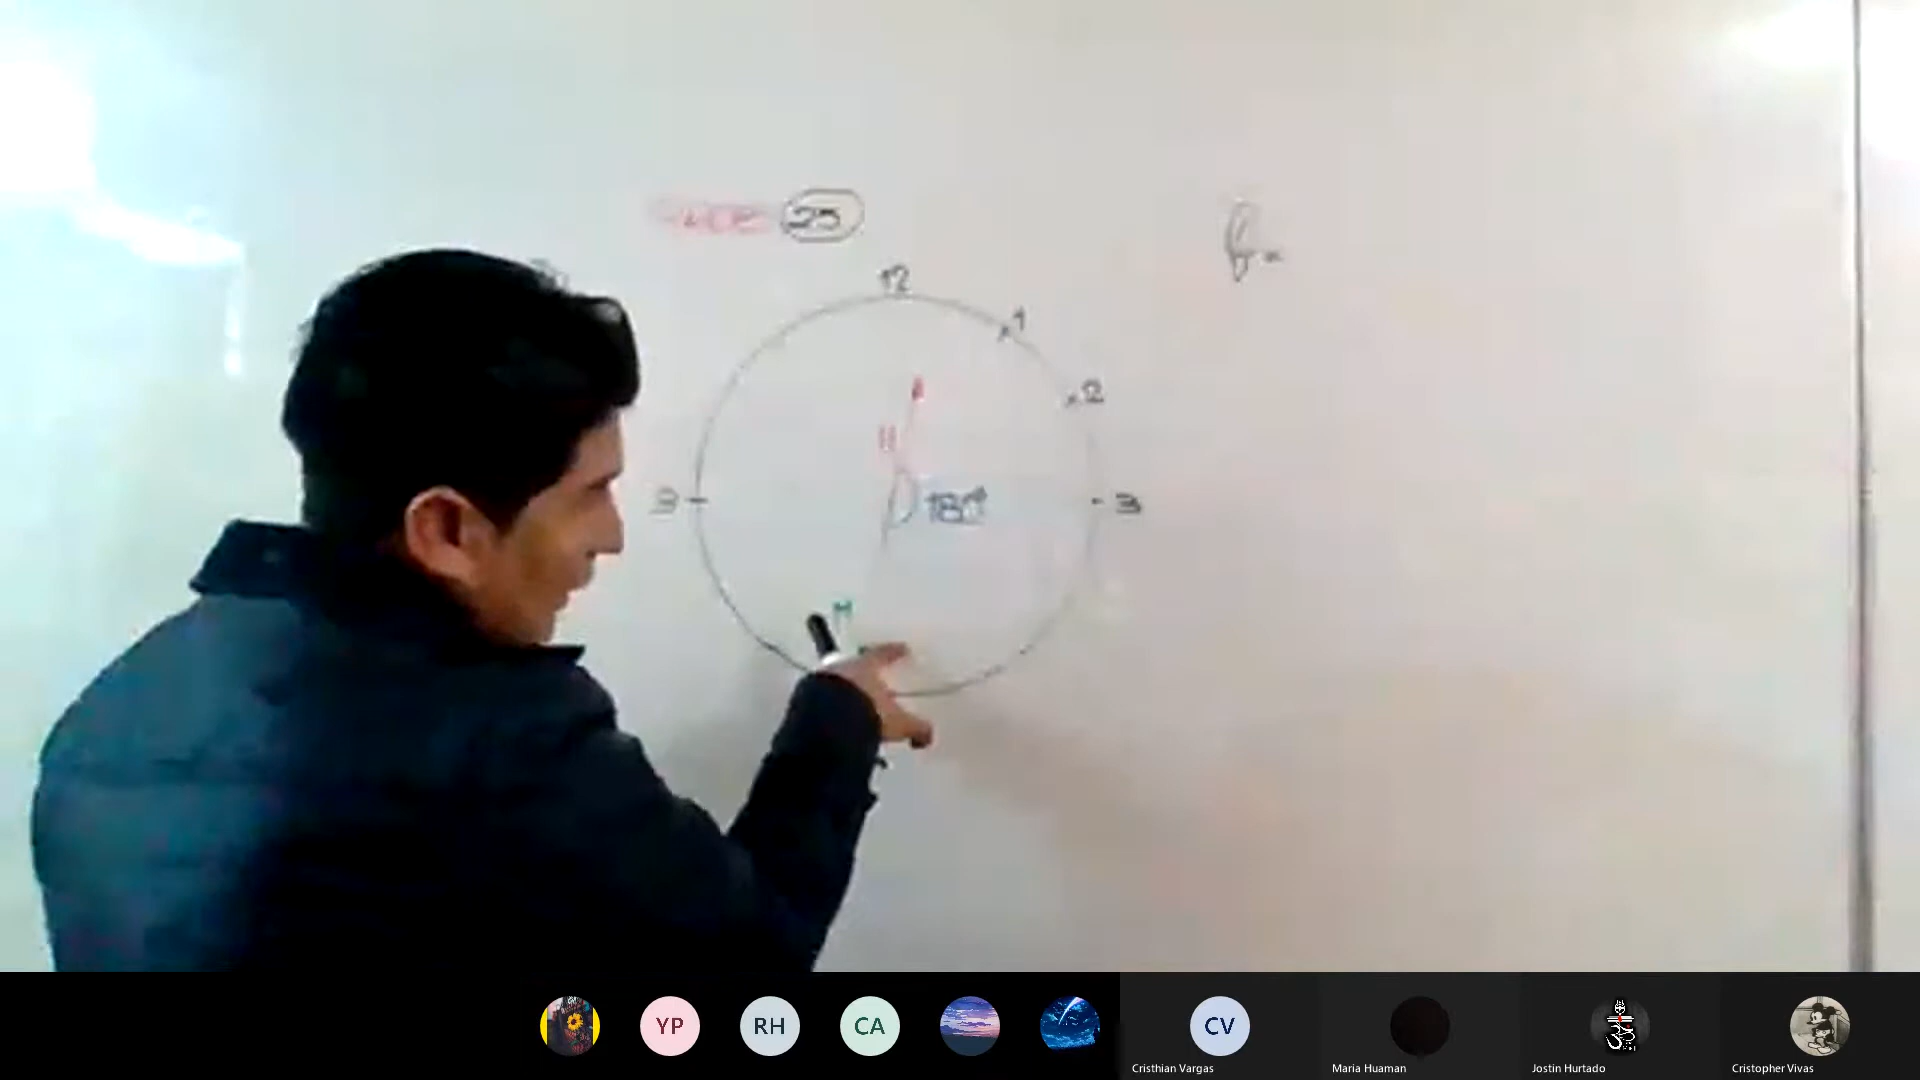 25
12
1
2
9
H
180°
3
M
YP
RH
CA
CV
Cristhian Vargas
Maria Huaman
Jostin Hurtado
Cristopher Vivas